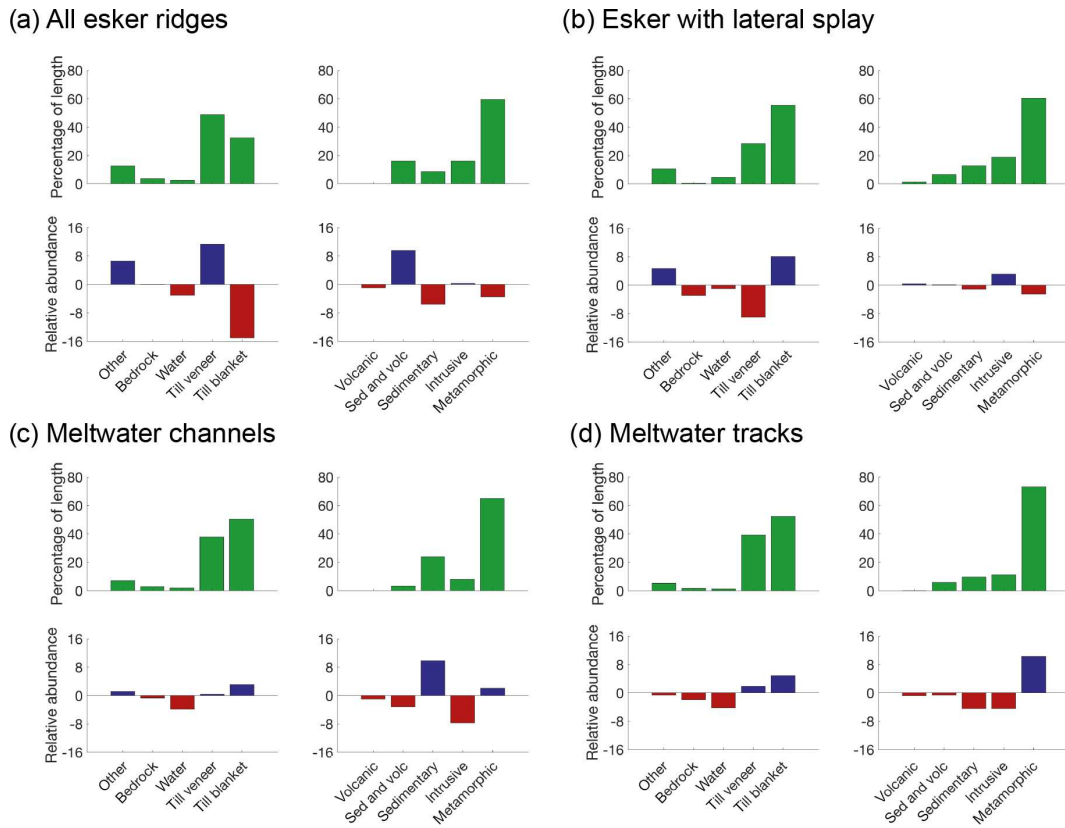 (a) All esker ridges
(b) Esker with lateral splay
Percentage of length
80
60
40
20
0
80
60
40
20
0
Percentage of length
80
60
40
20
0
80
60
40
20
0
Relative abundance
16
8
0
-8
-16
16
8
0
-8
-16
Relative abundance
16
8
0
-8
-16
16
8
0
-8
-16
Other
Bedrock
Water
Till veneer
Till blanket
Volcanic
Sed and volc
Sedimentary
Intrusive
Metamorphic
Other
Bedrock
Water
Till veneer
Till blanket
Volcanic
Sed and volc
Sedimentary
Intrusive
Metamorphic
(c) Meltwater channels
(d) Meltwater tracks
Percentage of length
80
60
40
20
0
80
60
40
20
0
Percentage of length
80
60
40
20
0
80
60
40
20
0
Relative abundance
16
8
0
-8
-16
16
8
0
-8
-16
Relative abundance
16
8
0
-8
-16
16
8
0
-8
-16
Other
Bedrock
Water
Till veneer
Till blanket
Volcanic
Sed and volc
Sedimentary
Intrusive
Metamorphic
Other
Bedrock
Water
Till veneer
Till blanket
Volcanic
Sed and volc
Sedimentary
Intrusive
Metamorphic